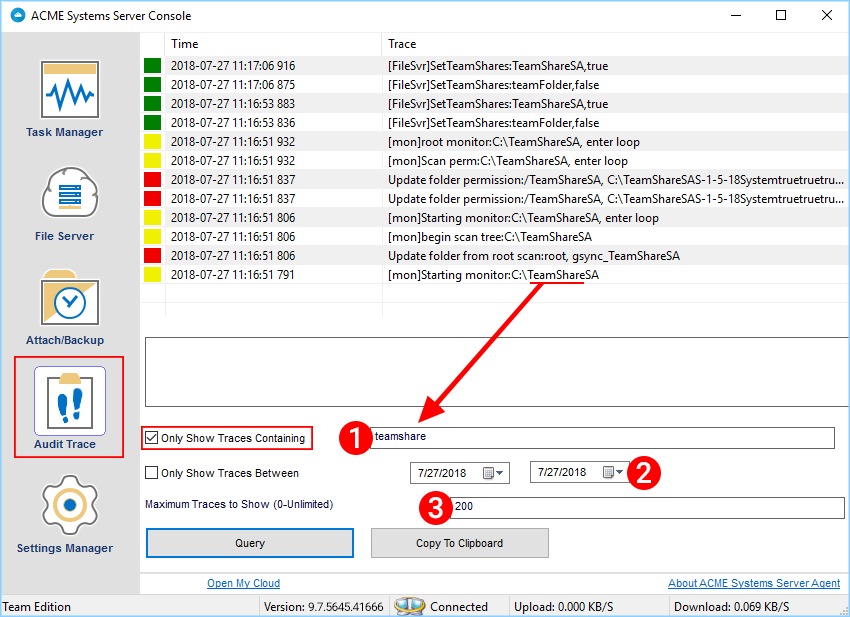 ACME Systems Server Console
Time Trace
2018-07-27 11:17:06 916 [FileSvr]SetTeamShares:TeamShareSA,true
2018-07-27 11:17:06 875 [FileSvr]SetTeamShares:teamFolder,false
2018-07-27 11:16:53 883 [FileSvr]SetTeamShares:TeamShareSA,true
2018-07-27 11:16:53 836 [FileSvr]SetTeamShares:teamFolder,false
2018-07-27 11:16:51 932 [mon]root monitor:C:\TeamShareSA, enter loop
2018-07-27 11:16:51 932 [mon]Scan perm:C:\TeamShareSA, enter loop
2018-07-27 11:16:51 837 Update folder permission:/TeamShareSA, C:\TeamShareSAS-1-5-18Systemtruetruetru...
2018-07-27 11:16:51 837 Update folder permission:/TeamShareSA, C:\TeamShareSAS-1-5-18Systemtruetruetru...
2018-07-27 11:16:51 806 [mon]Starting monitor:C:\TeamShareSA, enter loop
2018-07-27 11:16:51 806 [mon]begin scan tree:C:\TeamShareSA
2018-07-27 11:16:51 806 Update folder from root scan:root, gsync_TeamShareSA
2018-07-27 11:16:51 791 [mon]Starting monitor:C:\TeamShareSA
Task Manager
File Server
Attach/Backup
Audit Trace
Settings Manager
Only Show Traces Containing 1 teamshare
Only Show Traces Between 7/27/2018 7/27/2018 2
Maximum Traces to Show (0-Unlimited) 3 200
Query Copy To Clipboard
Open My Cloud About ACME Systems Server Agent
Team Edition Version: 9.7.5645.41666 Connected Upload: 0.000 KB/S Download: 0.069 KB/S